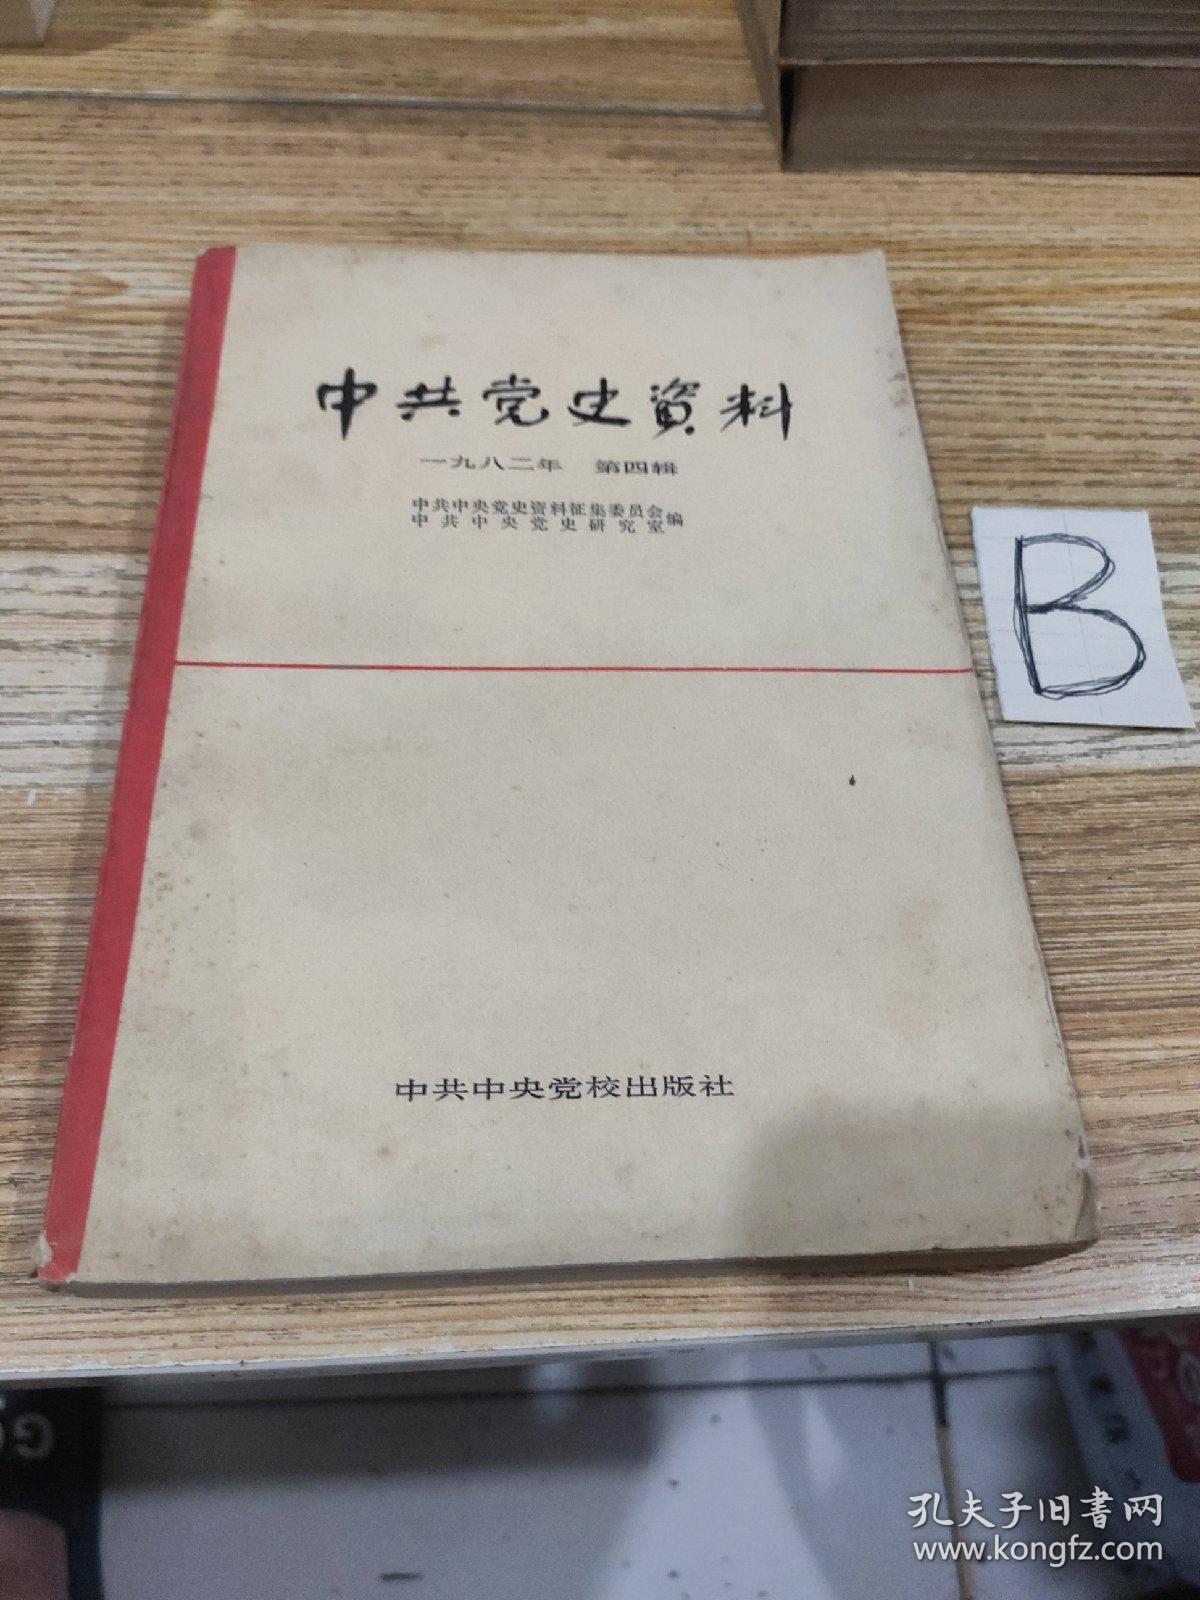 中共党史資料
一九八二年 第四辑
中共中央党史资料征集委员会
中共中央党史研究室 编
B
中共中央党校出版社
孔夫子旧書网
www.kongfz.com